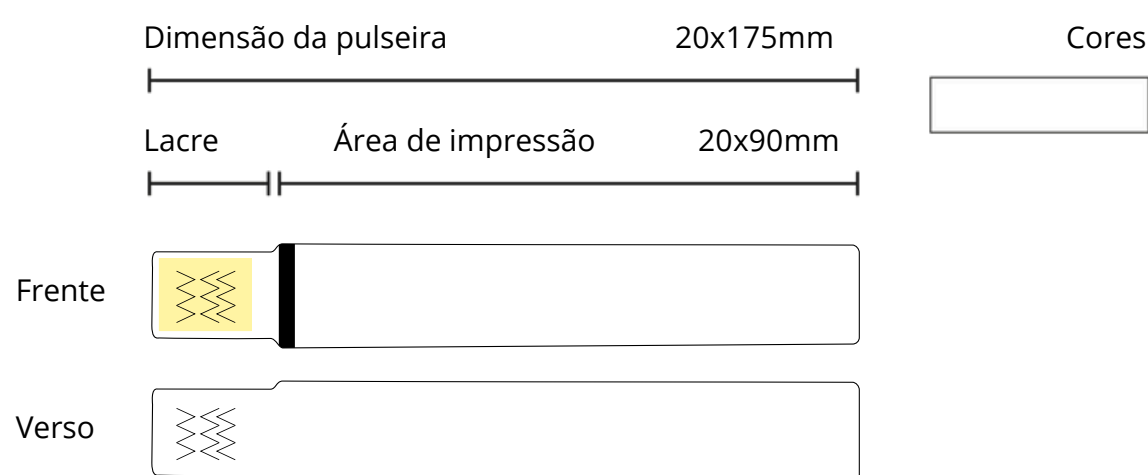 Dimensão da pulseira 20x175mm Cores
Lacre Área de impressão 20x90mm
Frente
Verso